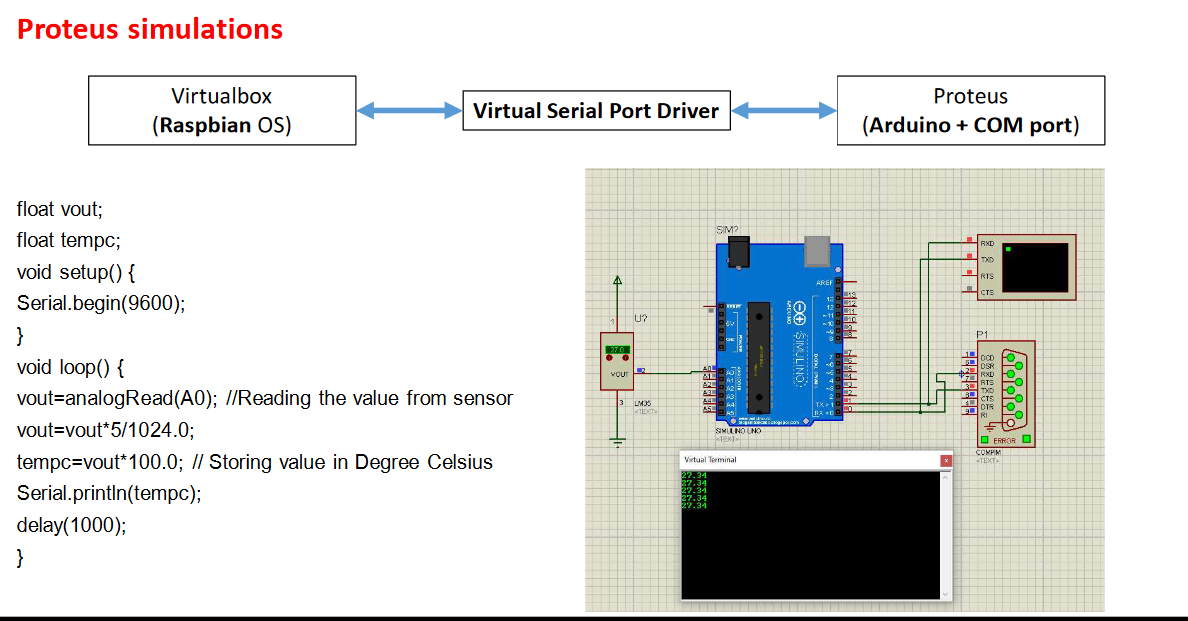 Proteus simulations
Virtualbox
(Raspbian OS)
Virtual Serial Port Driver
Proteus
(Arduino + COM port)
float vout;
float tempc;
void setup() {
Serial.begin(9600);
}
void loop() {
vout=analogRead(A0); //Reading the value from sensor
vout=vout*5/1024.0;
tempc=vout*100.0; // Storing value in Degree Celsius
Serial.println(tempc);
delay(1000);
}
SIM?
AREF
13
12
~11
~10
~9
8
7
~6
~5
4
~3
2
TX>1
RX<0
5V
A0
A1
A2
A3
A4
A5
ARDUINO
SIMULINO
SIMULINO UNO
<TEXT>
U?
1
27.0
VOUT
2
3
LM35
<TEXT>
RXD
TXD
RTS
CTS
P1
DCD
DSR
RXD
RTS
TXD
CTS
DTR
RI
ERROR
COMPIM
<TEXT>
Virtual Terminal
27.34
27.34
27.34
27.34
27.34